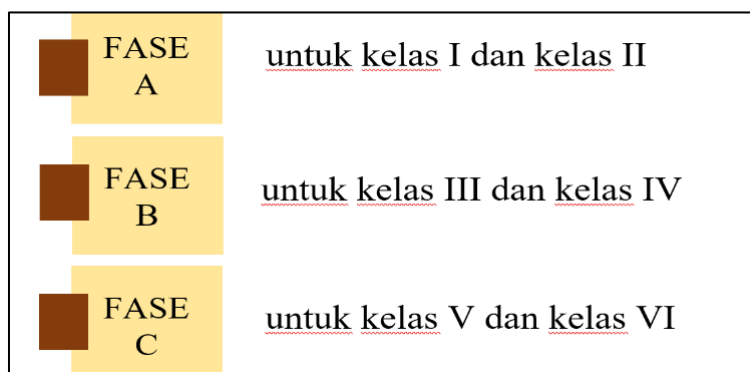 FASE
A
untuk kelas I dan kelas II
FASE
B
untuk kelas III dan kelas IV
FASE
C
untuk kelas V dan kelas VI